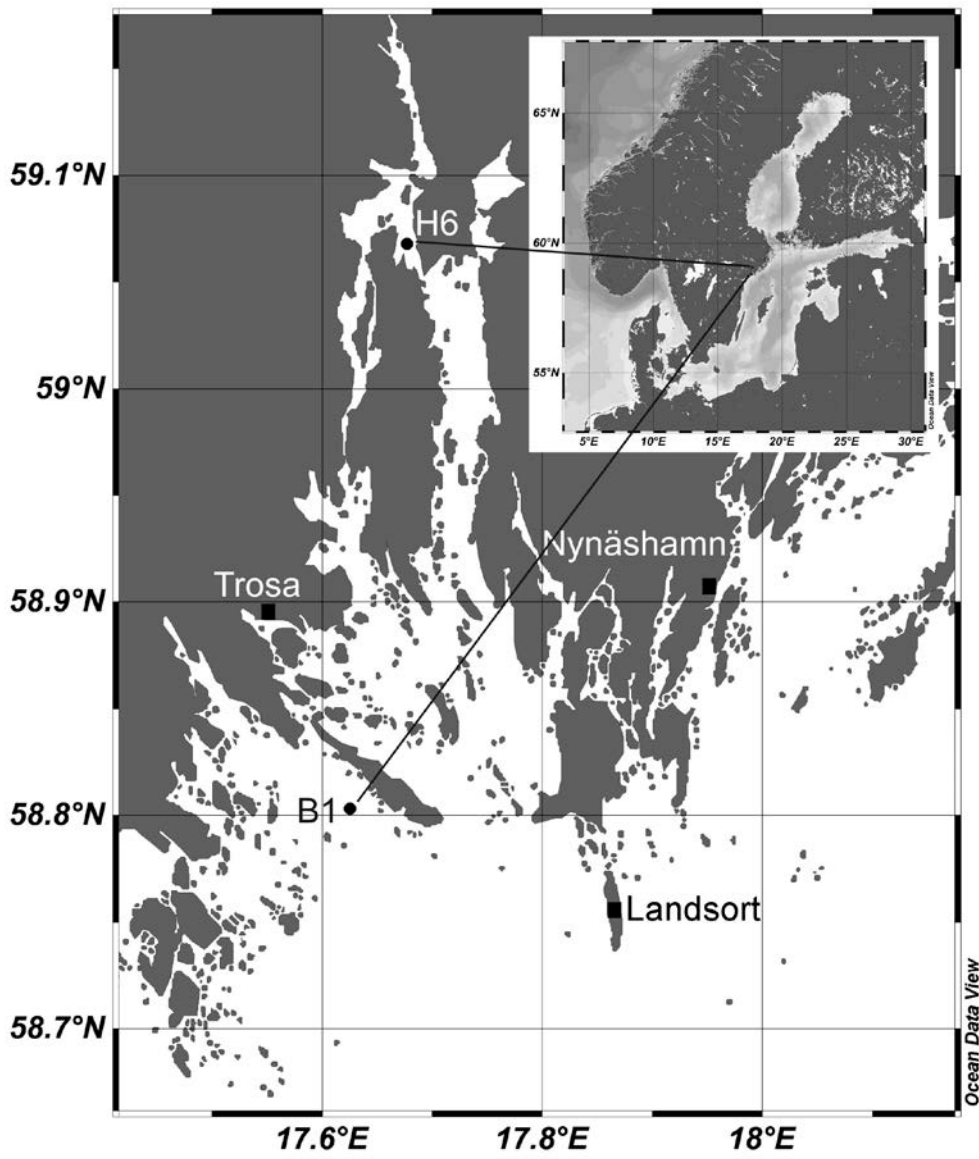 59.1°N
59°N
58.9°N
58.8°N
58.7°N
17.6°E
17.8°E
18°E
H6
Trosa
Nynäshamn
B1
Landsort
Ocean Data View
65°N
60°N
55°N
5°E
10°E
15°E
20°E
25°E
30°E
Ocean Data View